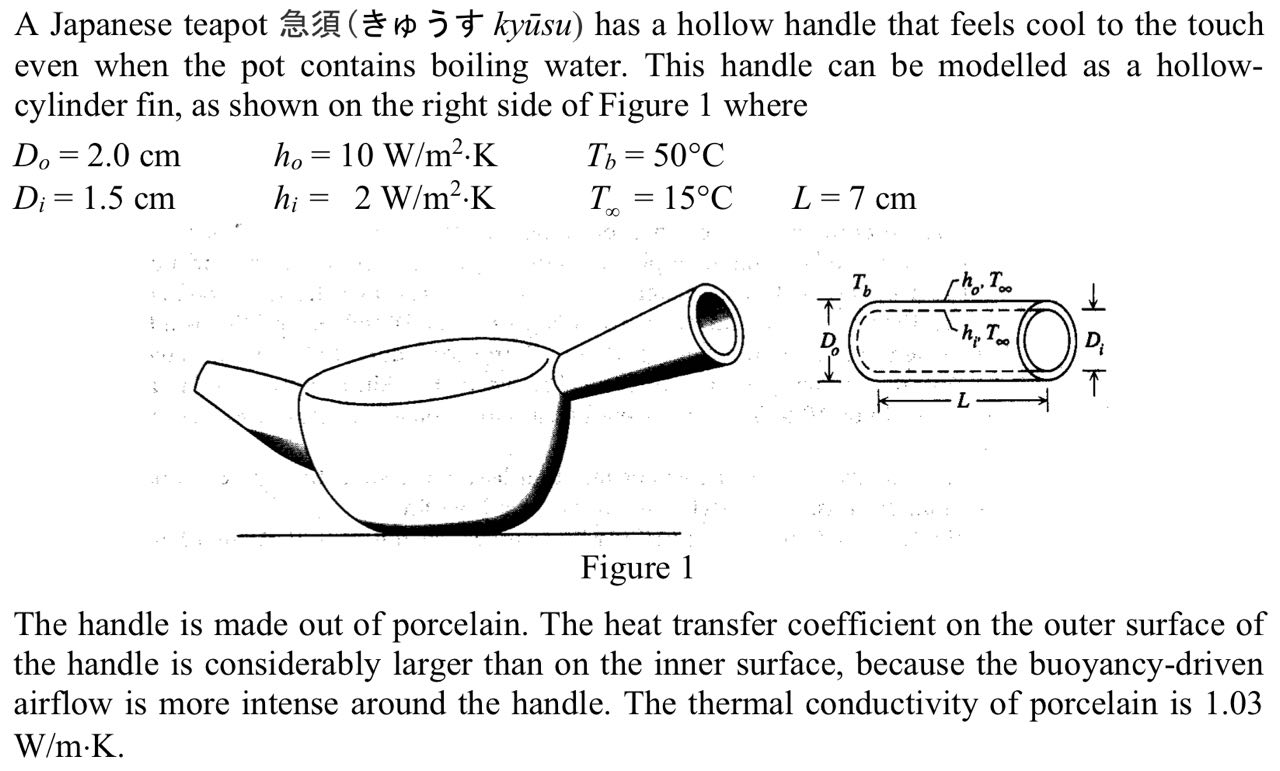 A Japanese teapot 急須(きゅうす kyūsu) has a hollow handle that feels cool to the touch
even when the pot contains boiling water. This handle can be modelled as a hollow-
cylinder fin, as shown on the right side of Figure 1 where
Dₒ = 2.0 cm hₒ = 10 W/m²·K T_b = 50°C
Dᵢ = 1.5 cm hᵢ = 2 W/m²·K T∞ = 15°C L = 7 cm
T_b hₒ, T∞
Dₒ hᵢ, T∞ Dᵢ
L
Figure 1
The handle is made out of porcelain. The heat transfer coefficient on the outer surface of
the handle is considerably larger than on the inner surface, because the buoyancy-driven
airflow is more intense around the handle. The thermal conductivity of porcelain is 1.03
W/m·K.